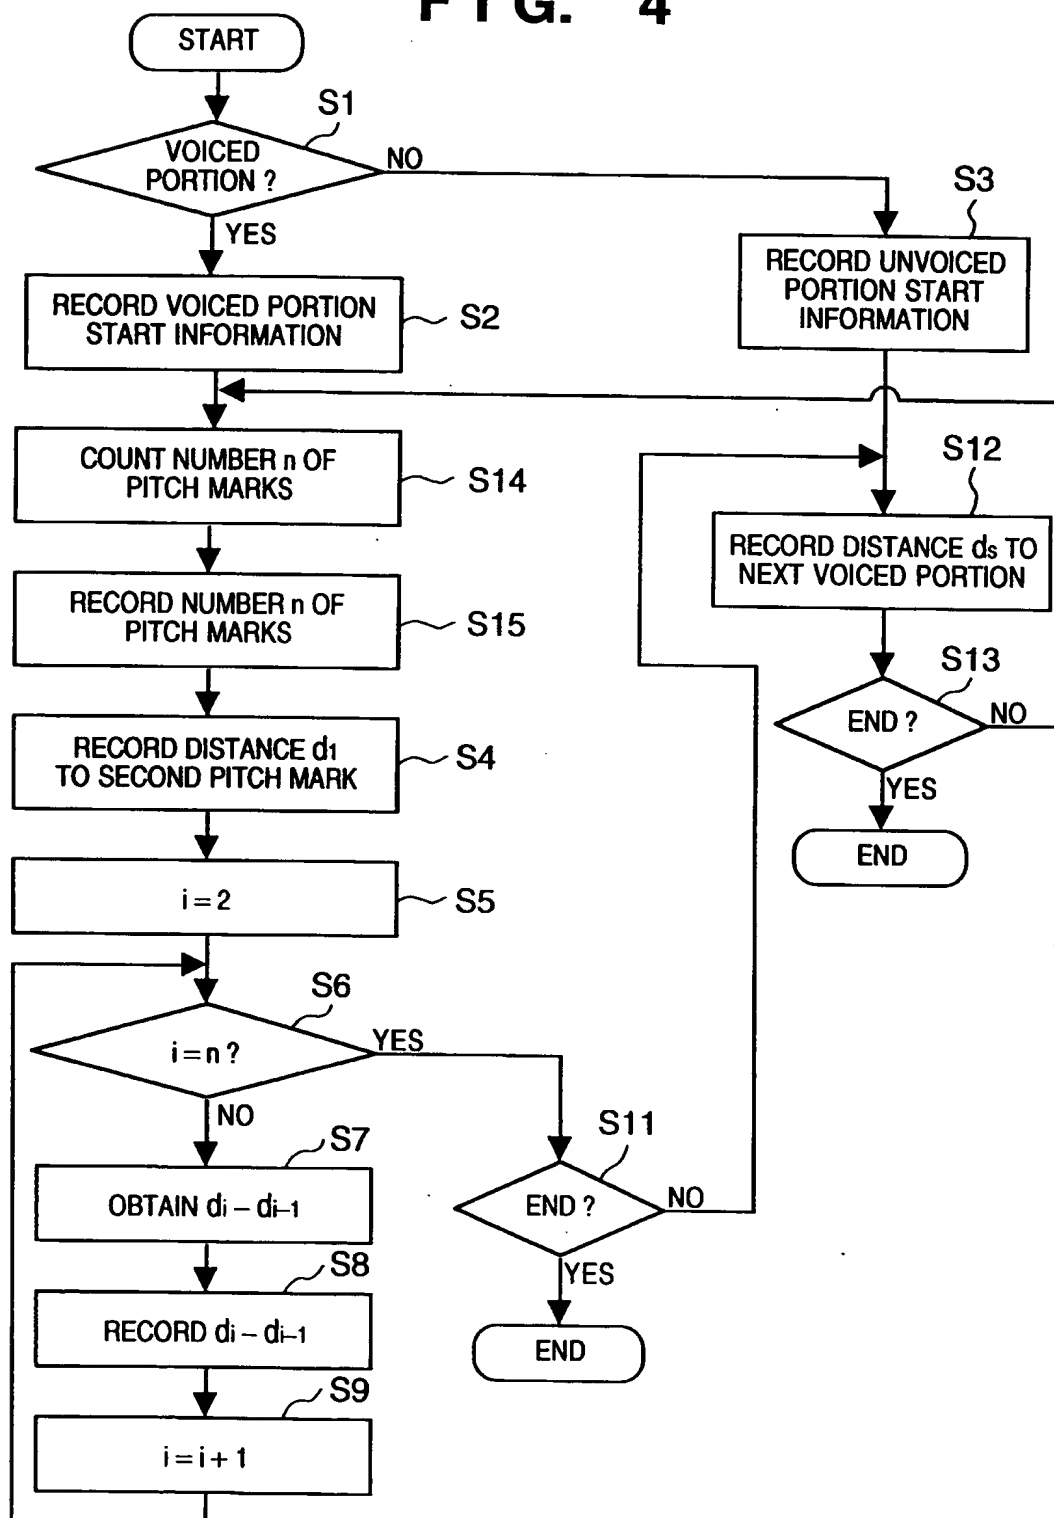 FIG. 4
START
S1
VOICED
PORTION ?
NO
YES
S3
RECORD UNVOICED
PORTION START
INFORMATION
RECORD VOICED PORTION
START INFORMATION
S2
COUNT NUMBER n OF
PITCH MARKS
S14
S12
RECORD DISTANCE ds TO
NEXT VOICED PORTION
RECORD NUMBER n OF
PITCH MARKS
S15
S13
END ?
NO
YES
END
RECORD DISTANCE d1
TO SECOND PITCH MARK
S4
i = 2
S5
S6
i = n ?
YES
NO
S11
END ?
NO
YES
END
S7
OBTAIN di – di–1
S8
RECORD di – di–1
S9
i = i + 1